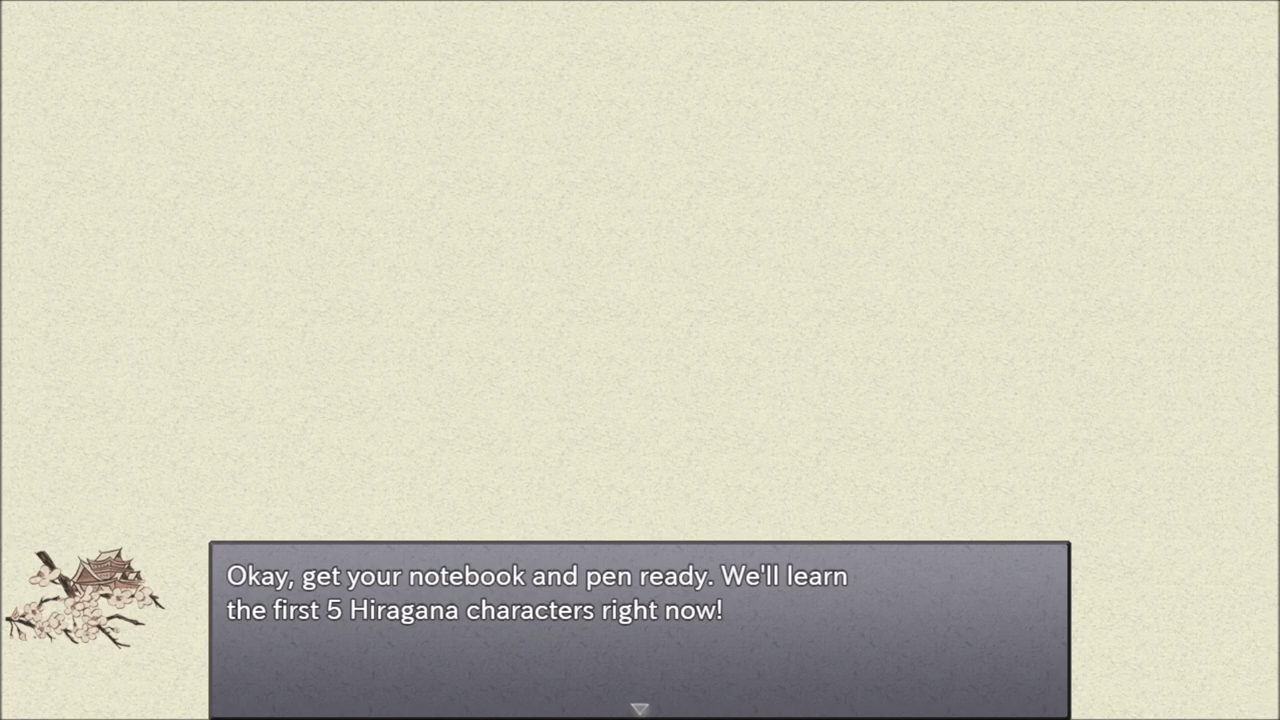 Okay, get your notebook and pen ready. We'll learn
the first 5 Hiragana characters right now!